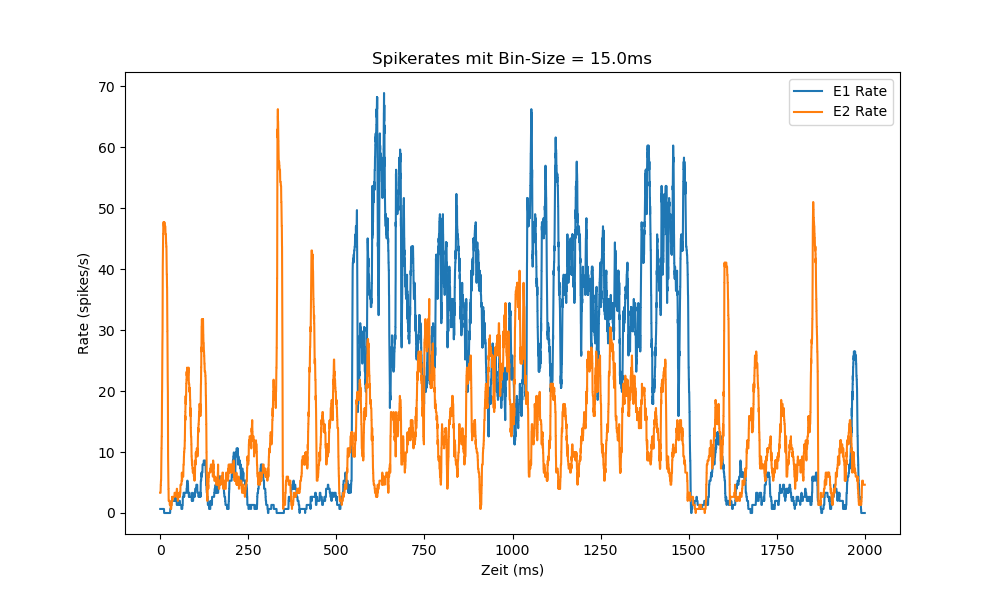 Spikerates mit Bin-Size = 15.0ms
E1 Rate
E2 Rate
Rate (spikes/s)
70
60
50
40
30
20
10
0
0 250 500 750 1000 1250 1500 1750 2000
Zeit (ms)